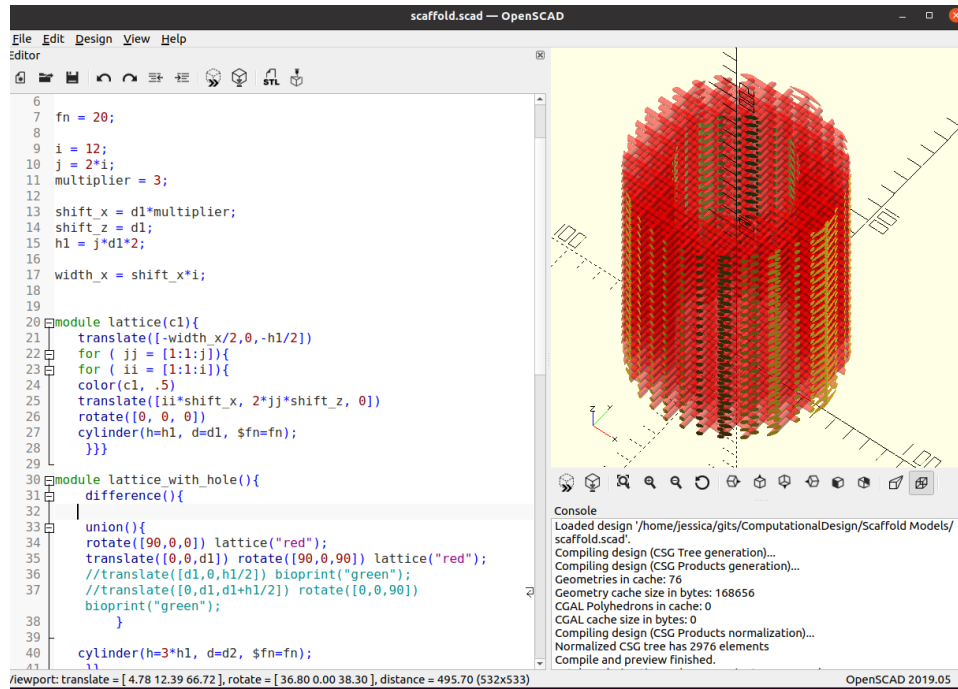 scaffold.scad — OpenSCAD
File Edit Design View Help
Editor
STL
6
7 fn = 20;
8
9 i = 12;
10 j = 2*i;
11 multiplier = 3;
12
13 shift_x = d1*multiplier;
14 shift_z = d1;
15 h1 = j*d1*2;
16
17 width_x = shift_x*i;
18
19
20 module lattice(c1){
21 translate([-width_x/2,0,-h1/2])
22 for ( jj = [1:1:j]){
23 for ( ii = [1:1:i]){
24 color(c1, .5)
25 translate([ii*shift_x, 2*jj*shift_z, 0])
26 rotate([0, 0, 0])
27 cylinder(h=h1, d=d1, $fn=fn);
28 }}}
29
30 module lattice_with_hole(){
31 difference(){
32
33 union(){
34 rotate([90,0,0]) lattice("red");
35 translate([0,0,d1]) rotate([90,0,90]) lattice("red");
36 //translate([d1,0,h1/2]) bioprint("green");
37 //translate([0,d1,d1+h1/2]) rotate([0,0,90])
bioprint("green");
38 }
39
40 cylinder(h=3*h1, d=d2, $fn=fn);
41 }}
100
100
100
z
y
x
Console
Loaded design '/home/jessica/gits/ComputationalDesign/Scaffold Models/
scaffold.scad'.
Compiling design (CSG Tree generation)...
Compiling design (CSG Products generation)...
Geometries in cache: 76
Geometry cache size in bytes: 168656
CGAL Polyhedrons in cache: 0
CGAL cache size in bytes: 0
Compiling design (CSG Products normalization)...
Normalized CSG tree has 2976 elements
Compile and preview finished.
Viewport: translate = [ 4.78 12.39 66.72 ], rotate = [ 36.80 0.00 38.30 ], distance = 495.70 (532x533)
OpenSCAD 2019.05